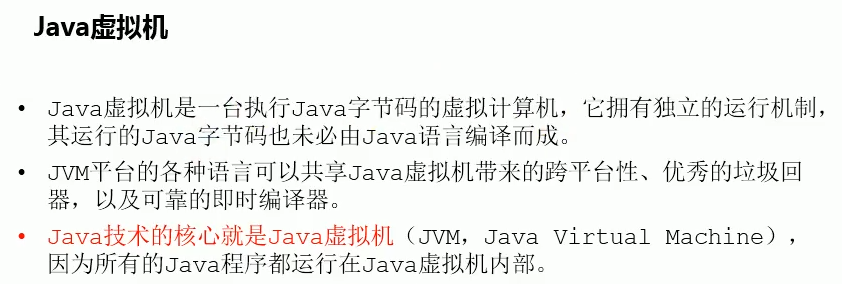 Java虚拟机
• Java虚拟机是一台执行Java字节码的虚拟计算机，它拥有独立的运行机制，
其运行的Java字节码也未必由Java语言编译而成。
• JVM平台的各种语言可以共享Java虚拟机带来的跨平台性、优秀的垃圾回
器，以及可靠的即时编译器。
• Java技术的核心就是Java虚拟机（JVM，Java Virtual Machine），
因为所有的Java程序都运行在Java虚拟机内部。